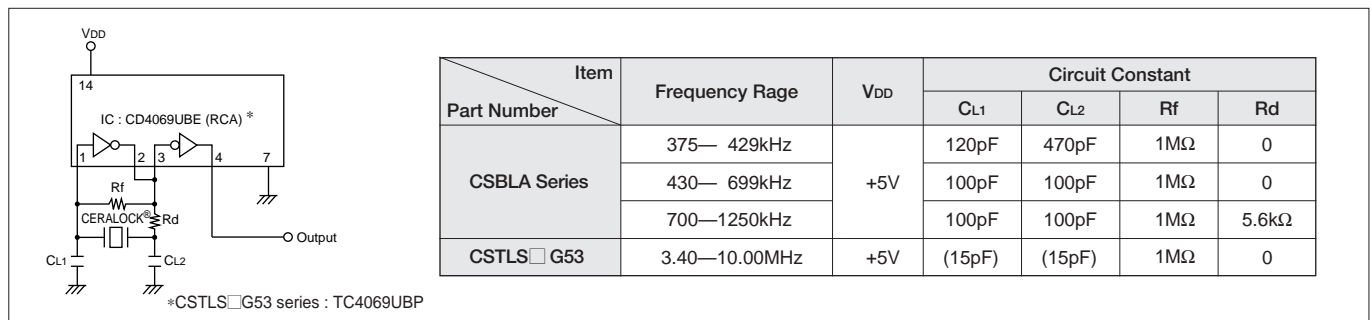 VDD
14
IC : CD4069UBE (RCA) *
1 2 3 4 7
Rf
CERALOCK® Rd
Output
CL1 CL2
*CSTLS□G53 series : TC4069UBP
Item
Part Number Frequency Rage VDD Circuit Constant
CL1 CL2 Rf Rd
CSBLA Series +5V
375— 429kHz 120pF 470pF 1MΩ 0
430— 699kHz 100pF 100pF 1MΩ 0
700—1250kHz 100pF 100pF 1MΩ 5.6kΩ
CSTLS□ G53 3.40—10.00MHz +5V (15pF) (15pF) 1MΩ 0